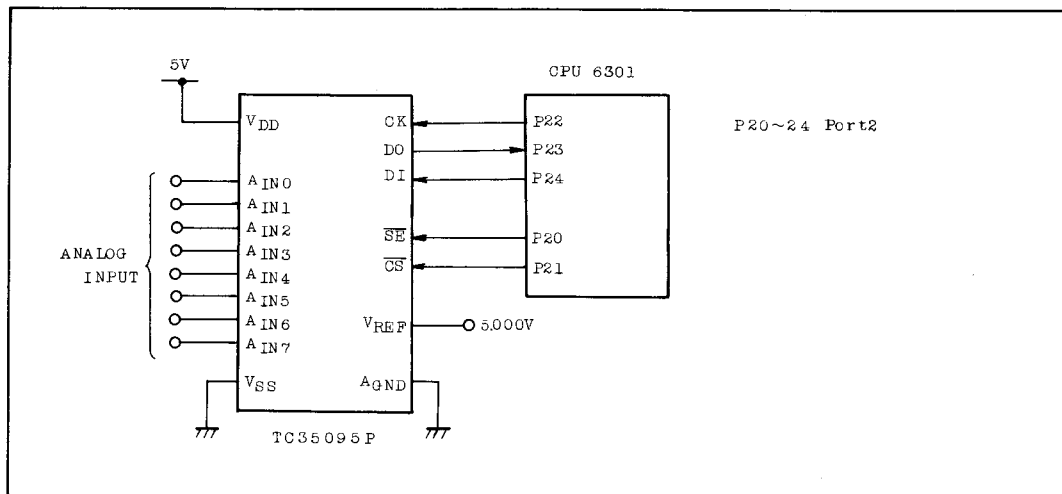 5V
CPU 6301
VDD
CK
P22
P20~24 Port2
DO
P23
DI
P24
AIN0
AIN1
AIN2
SE
P20
ANALOG
INPUT
AIN3
CS
P21
AIN4
AIN5
AIN6
VREF
5.000V
AIN7
VSS
AGND
TC35095P